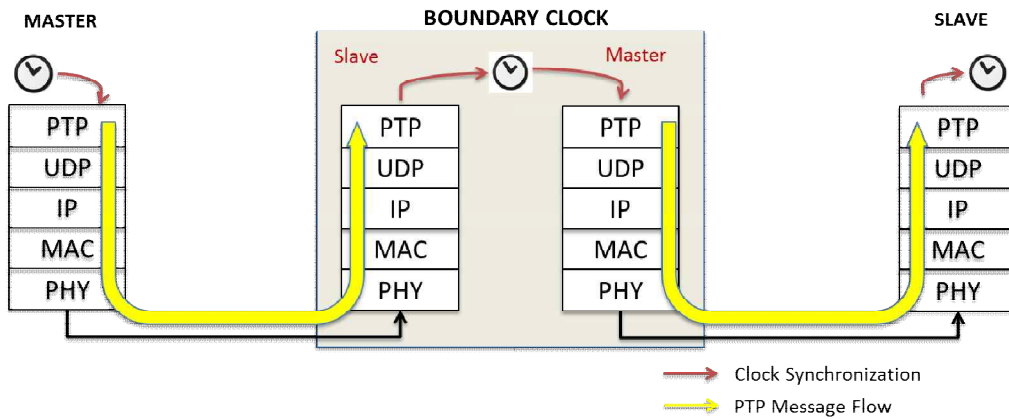 MASTER
BOUNDARY CLOCK
SLAVE
Slave
Master
PTP
UDP
IP
MAC
PHY
PTP
UDP
IP
MAC
PHY
PTP
UDP
IP
MAC
PHY
PTP
UDP
IP
MAC
PHY
Clock Synchronization
PTP Message Flow